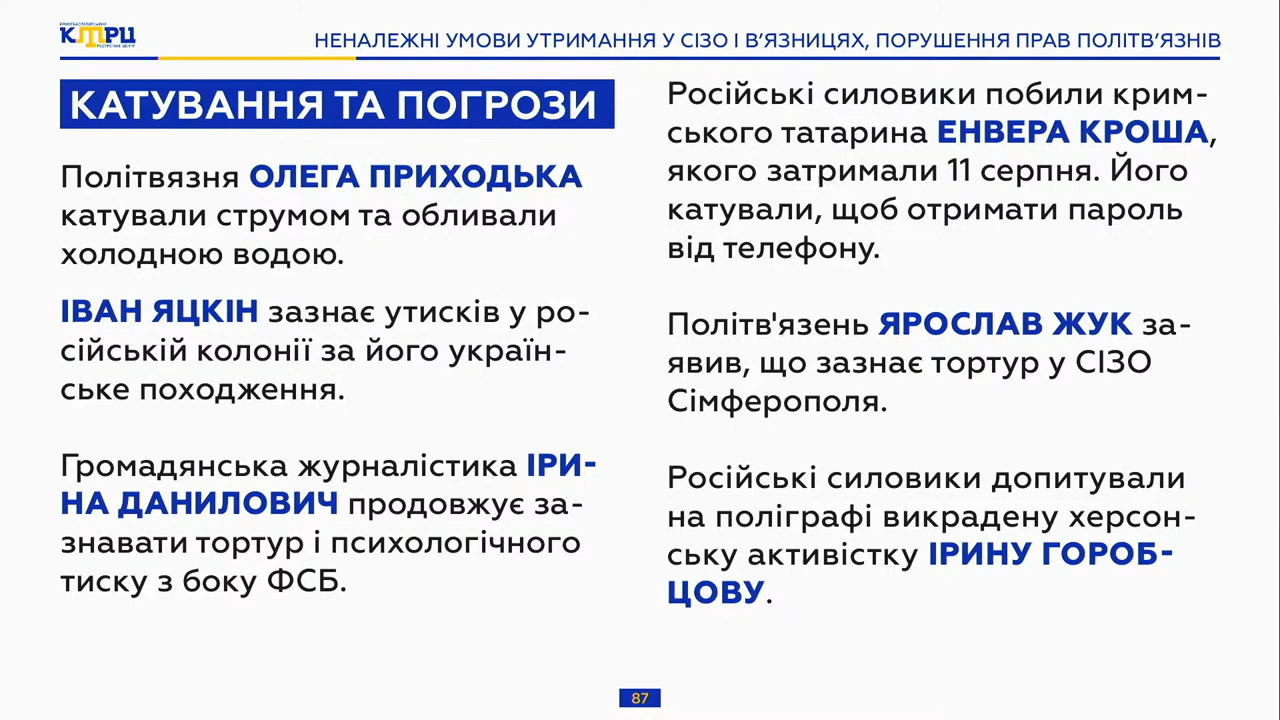 КРИМСЬКОТАТАРСЬКИЙ
КТРЦ
РЕСУРСНИЙ ЦЕНТР
НЕНАЛЕЖНІ УМОВИ УТРИМАННЯ У СІЗО І В’ЯЗНИЦЯХ, ПОРУШЕННЯ ПРАВ ПОЛІТВ’ЯЗНІВ
КАТУВАННЯ ТА ПОГРОЗИ
Політвязня ОЛЕГА ПРИХОДЬКА
катували струмом та обливали
холодною водою.
ІВАН ЯЦКІН зазнає утисків у ро-
сійській колонії за його україн-
ське походження.
Громадянська журналістика ІРИ-
НА ДАНИЛОВИЧ продовжує за-
знавати тортур і психологічного
тиску з боку ФСБ.
Російські силовики побили крим-
ського татарина ЕНВЕРА КРОША,
якого затримали 11 серпня. Його
катували, щоб отримати пароль
від телефону.
Політв'язень ЯРОСЛАВ ЖУК за-
явив, що зазнає тортур у СІЗО
Сімферополя.
Російські силовики допитували
на поліграфі викрадену херсон-
ську активістку ІРИНУ ГОРОБ-
ЦОВУ.
87